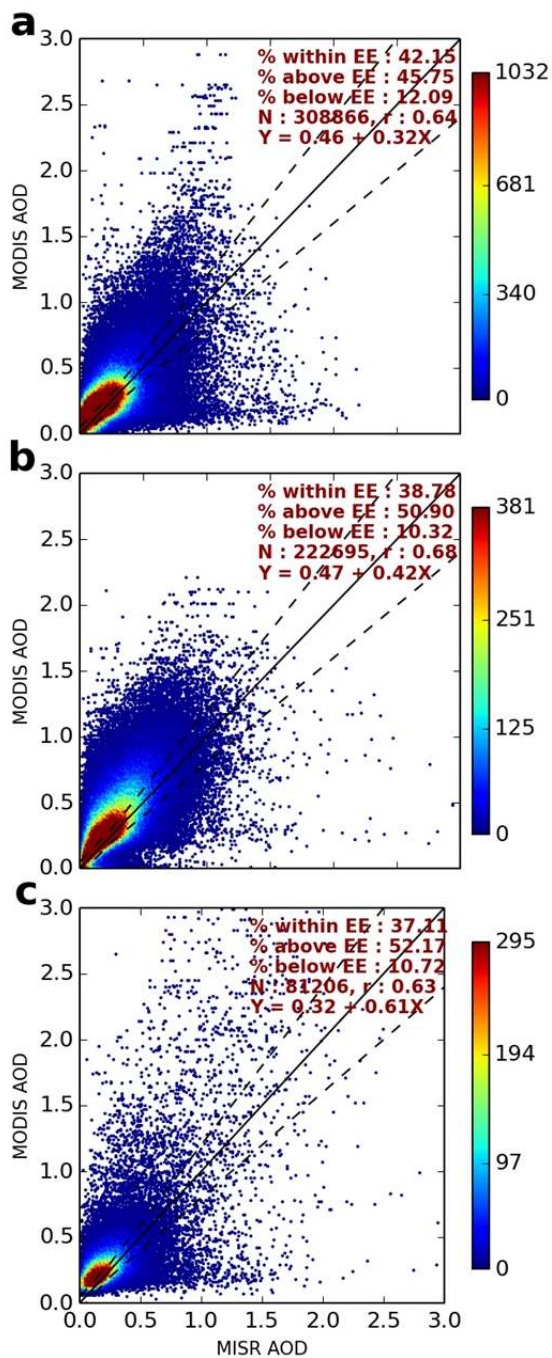 a
3.0
2.5
2.0
1.5
1.0
0.5
0.0
MODIS AOD
% within EE : 42.15
% above EE : 45.75
% below EE : 12.09
N : 308866, r : 0.64
Y = 0.46 + 0.32X
1032
681
340
0
b
3.0
2.5
2.0
1.5
1.0
0.5
0.0
MODIS AOD
% within EE : 38.78
% above EE : 50.90
% below EE : 10.32
N : 222695, r : 0.68
Y = 0.47 + 0.42X
381
251
125
0
c
3.0
2.5
2.0
1.5
1.0
0.5
0.0
MODIS AOD
% within EE : 37.11
% above EE : 52.17
% below EE : 10.72
N : 81206, r : 0.63
Y = 0.32 + 0.61X
295
194
97
0
0.0 0.5 1.0 1.5 2.0 2.5 3.0
MISR AOD